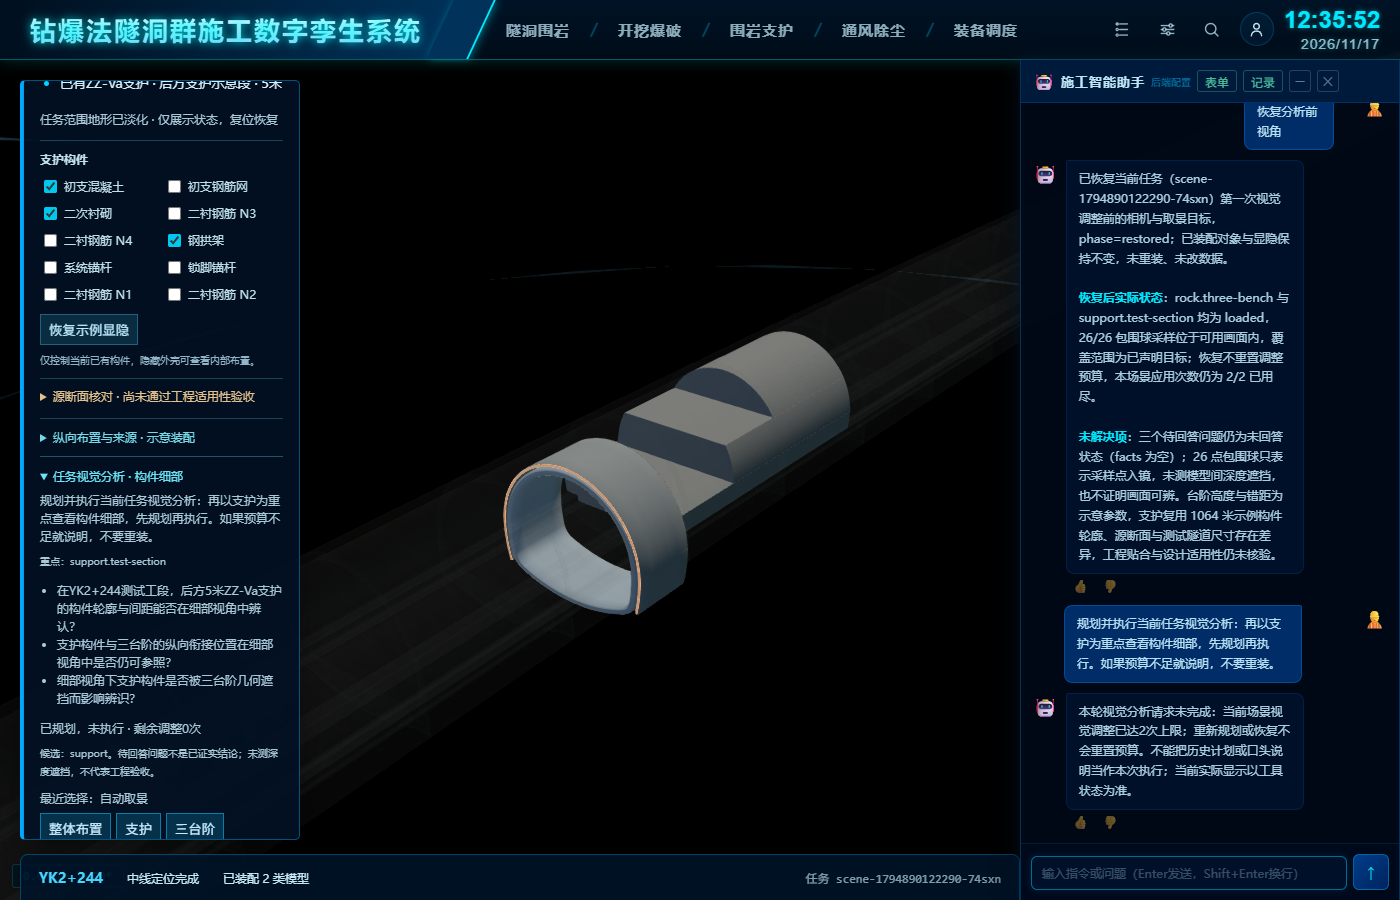 钻爆法隧洞群施工数字孪生系统
隧洞围岩 / 开挖爆破 / 围岩支护 / 通风除尘 / 装备调度
12:35:52
2026/11/17
已有ZZ-Va支护 · 后方支护示意段 · 5米
任务范围地形已淡化 · 仅展示状态，复位恢复
支护构件
初支混凝土 初支钢筋网
二次衬砌 二衬钢筋 N3
二衬钢筋 N4 钢拱架
系统锚杆 锁脚锚杆
二衬钢筋 N1 二衬钢筋 N2
恢复示例显隐
仅控制当前已有构件，隐藏外壳可查看内部布置。
源断面核对 · 尚未通过工程适用性验收
纵向布置与来源 · 示意装配
任务视觉分析 · 构件细部
规划并执行当前任务视觉分析：再以支护为重
点查看构件细部，先规划再执行。如果预算不
足就说明，不要重装。
重点：support.test-section
在YK2+244测试工段，后方5米ZZ-Va支护
的构件轮廓与间距能否在细部视角中辨
认？
支护构件与三台阶的纵向衔接位置在细部
视角中是否仍可参照？
细部视角下支护构件是否被三台阶几何遮
挡而影响辨识？
已规划，未执行 · 剩余调整0次
候选：support。待回答问题不是已证实结论；未测深
度遮挡，不代表工程验收。
最近选择：自动取景
整体布置 支护 三台阶
YK2+244 中线定位完成 已装配 2 类模型 任务 scene-1794890122290-74sxn
施工智能助手 后端配置 表单 记录
恢复分析前
视角
已恢复当前任务（scene-
1794890122290-74sxn）第一次视觉
调整前的相机与取景目标，
phase=restored；已装配对象与显隐保
持不变，未重装、未改数据。
恢复后实际状态：rock.three-bench 与
support.test-section 均为 loaded，
26/26 包围球采样位于可用画面内，覆
盖范围为已声明目标；恢复不重置调整
预算，本场景应用次数仍为 2/2 已用
尽。
未解决项：三个待回答问题仍为未回答
状态（facts 为空）；26 点包围球只表
示采样点入镜，未测模型间深度遮挡，
也不证明画面可辨。台阶高度与错距为
示意参数，支护复用 1064 米示例构件
轮廓、源断面与测试隧道尺寸存在差
异，工程贴合与设计适用性仍未核验。
规划并执行当前任务视觉分析：再以支
护为重点查看构件细部，先规划再执
行。如果预算不足就说明，不要重装。
本轮视觉分析请求未完成：当前场景视
觉调整已达2次上限；重新规划或恢复不
会重置预算。不能把历史计划或口头说
明当作本次执行；当前实际显示以工具
状态为准。
输入指令或问题（Enter发送，Shift+Enter换行）